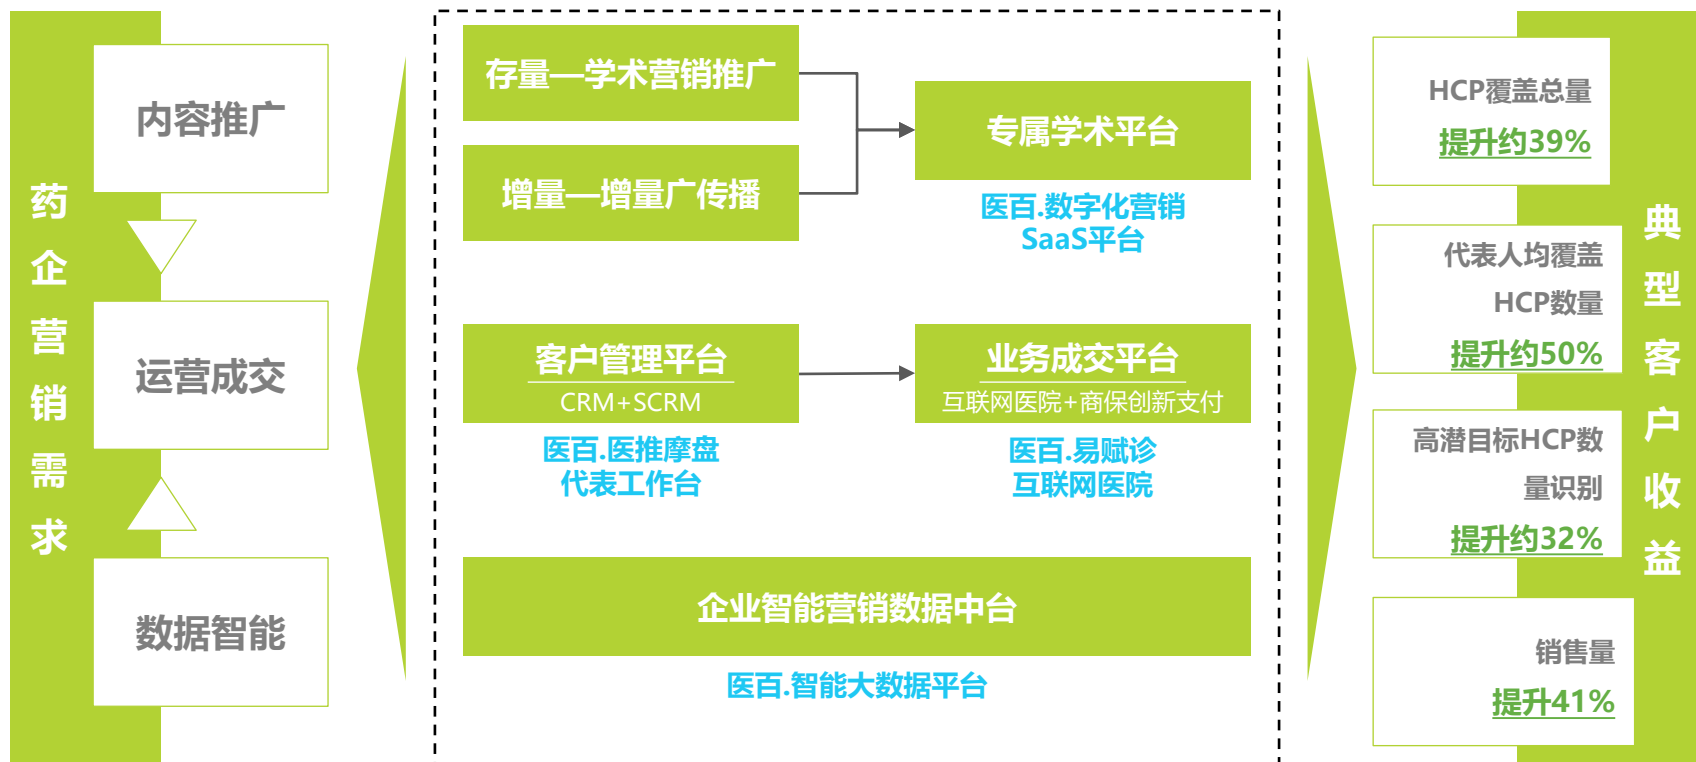 药企营销需求
内容推广
运营成交
数据智能
存量—学术营销推广
增量—增量广传播
专属学术平台
医百.数字化营销
SaaS平台
客户管理平台
CRM+SCRM
医百.医推摩盘
代表工作台
业务成交平台
互联网医院+商保创新支付
医百.易赋诊
互联网医院
企业智能营销数据中台
医百.智能大数据平台
HCP覆盖总量
提升约39%
代表人均覆盖
HCP数量
提升约50%
高潜目标HCP数
量识别
提升约32%
销售量
提升41%
典型客户收益